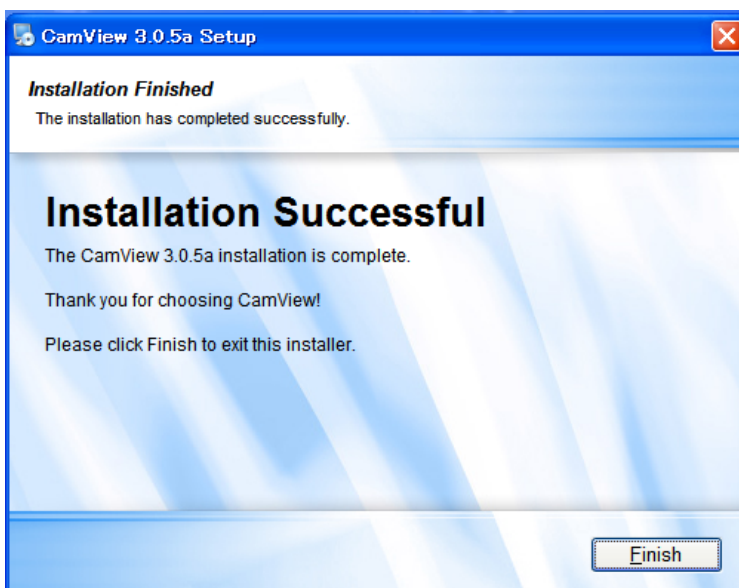 CamView 3.0.5a Setup
Installation Finished
The installation has completed successfully.
Installation Successful
The CamView 3.0.5a installation is complete.
Thank you for choosing CamView!
Please click Finish to exit this installer.
Finish